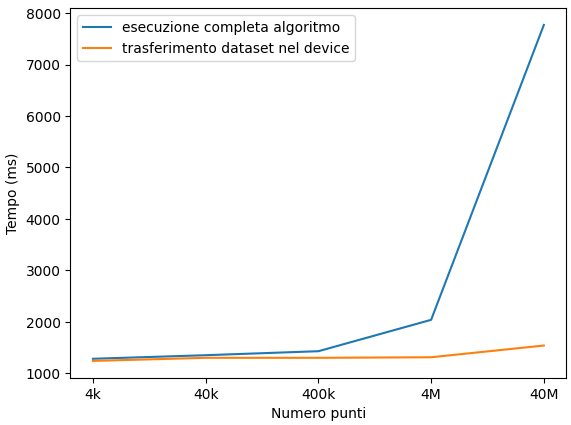 esecuzione completa algoritmo
trasferimento dataset nel device
8000
7000
6000
5000
4000
3000
2000
1000
Tempo (ms)
4k 40k 400k 4M 40M
Numero punti